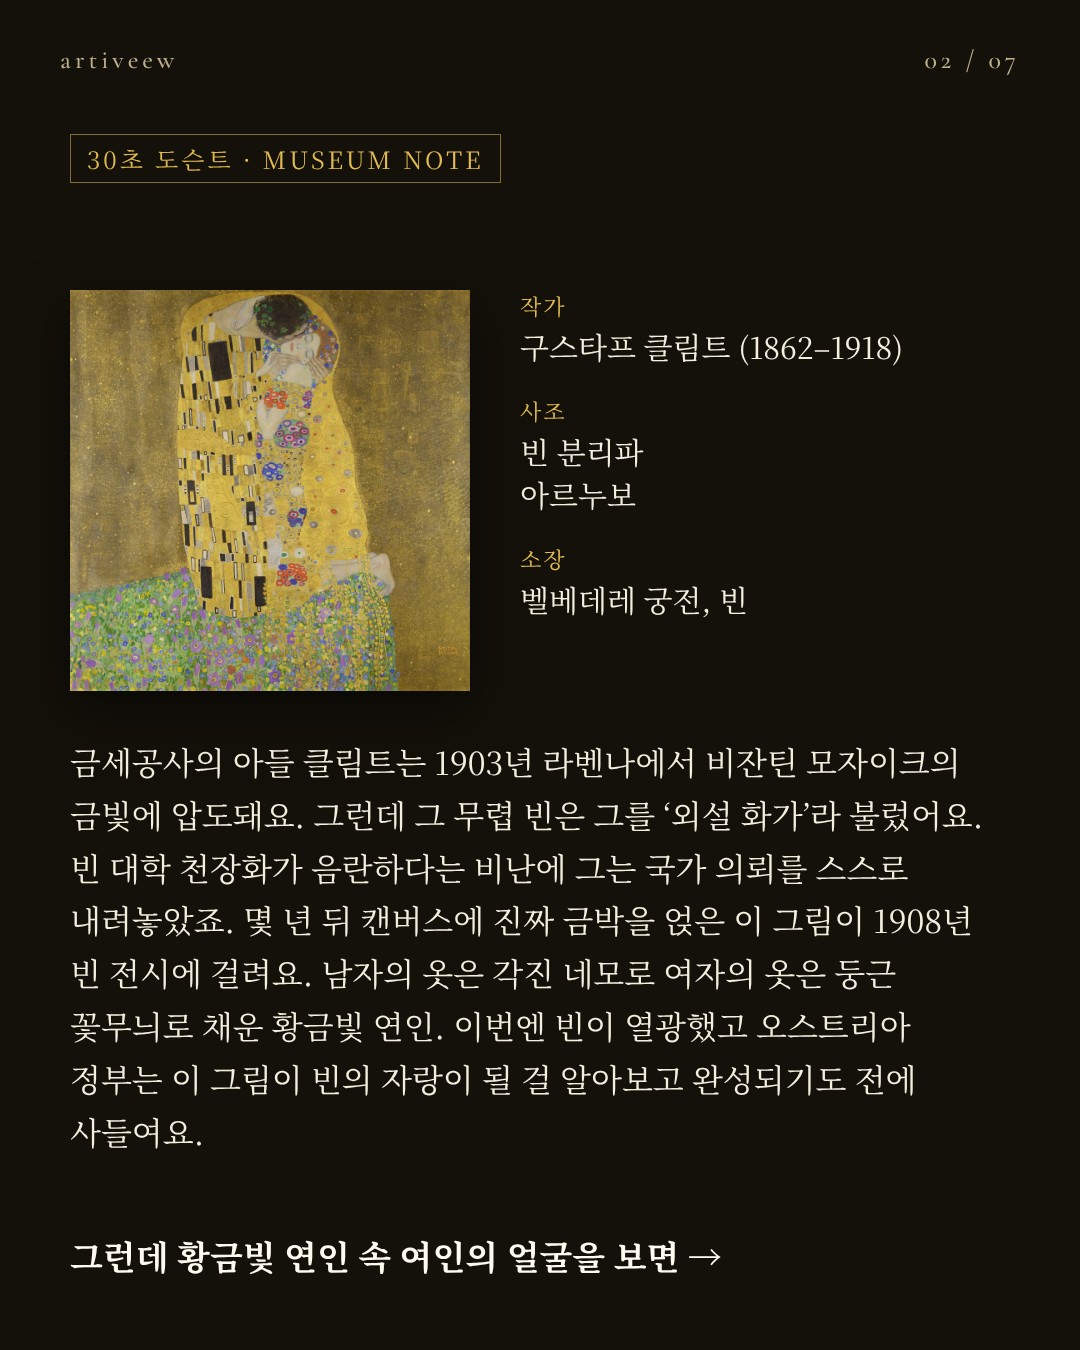 artiveew
02 / 07
30초 도슨트 · MUSEUM NOTE
작가
구스타프 클림트 (1862–1918)
사조
빈 분리파
아르누보
소장
벨베데레 궁전, 빈
금세공사의 아들 클림트는 1903년 라벤나에서 비잔틴 모자이크의
금빛에 압도돼요. 그런데 그 무렵 빈은 그를 ‘외설 화가’라 불렀어요.
빈 대학 천장화가 음란하다는 비난에 그는 국가 의뢰를 스스로
내려놓았죠. 몇 년 뒤 캔버스에 진짜 금박을 얹은 이 그림이 1908년
빈 전시에 걸려요. 남자의 옷은 각진 네모로 여자의 옷은 둥근
꽃무늬로 채운 황금빛 연인. 이번엔 빈이 열광했고 오스트리아
정부는 이 그림이 빈의 자랑이 될 걸 알아보고 완성되기도 전에
사들여요.
그런데 황금빛 연인 속 여인의 얼굴을 보면 →